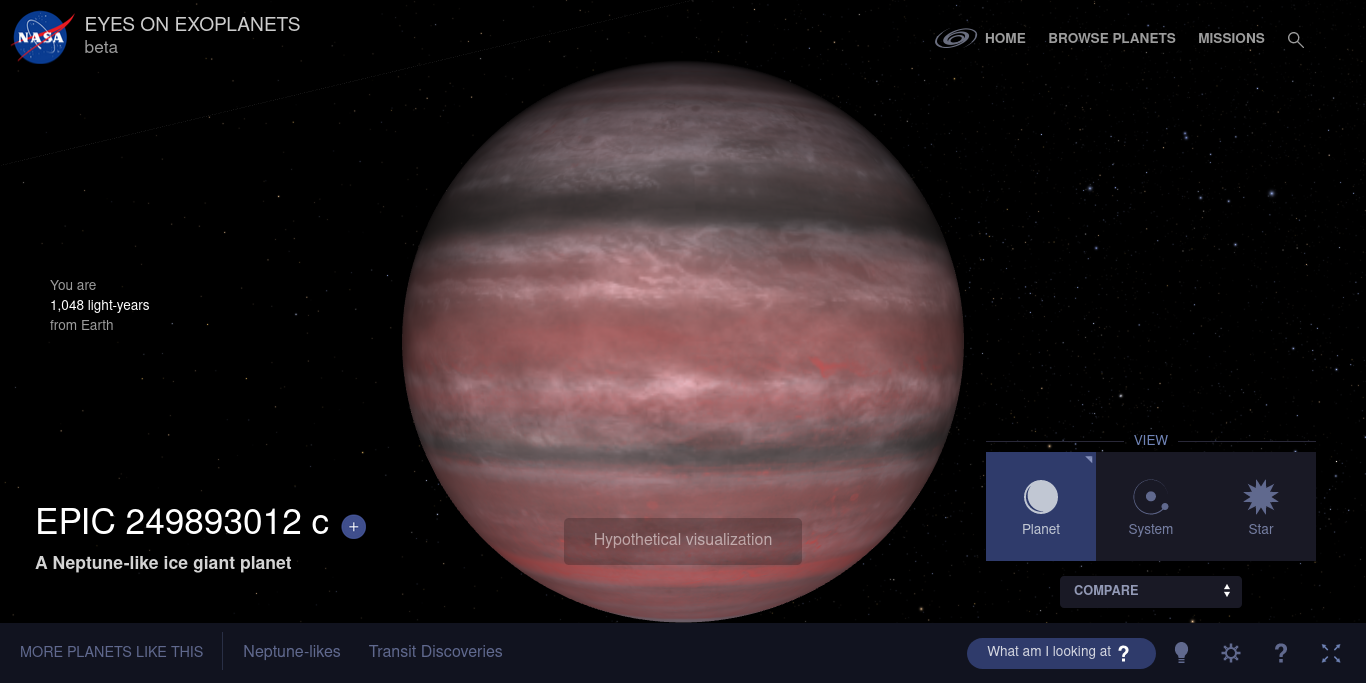 NASA
EYES ON EXOPLANETS
beta
HOME
BROWSE PLANETS
MISSIONS
You are
1,048 light-years
from Earth
EPIC 249893012 c
+
A Neptune-like ice giant planet
Hypothetical visualization
VIEW
Planet
System
Star
COMPARE
MORE PLANETS LIKE THIS
Neptune-likes
Transit Discoveries
What am I looking at ?
?